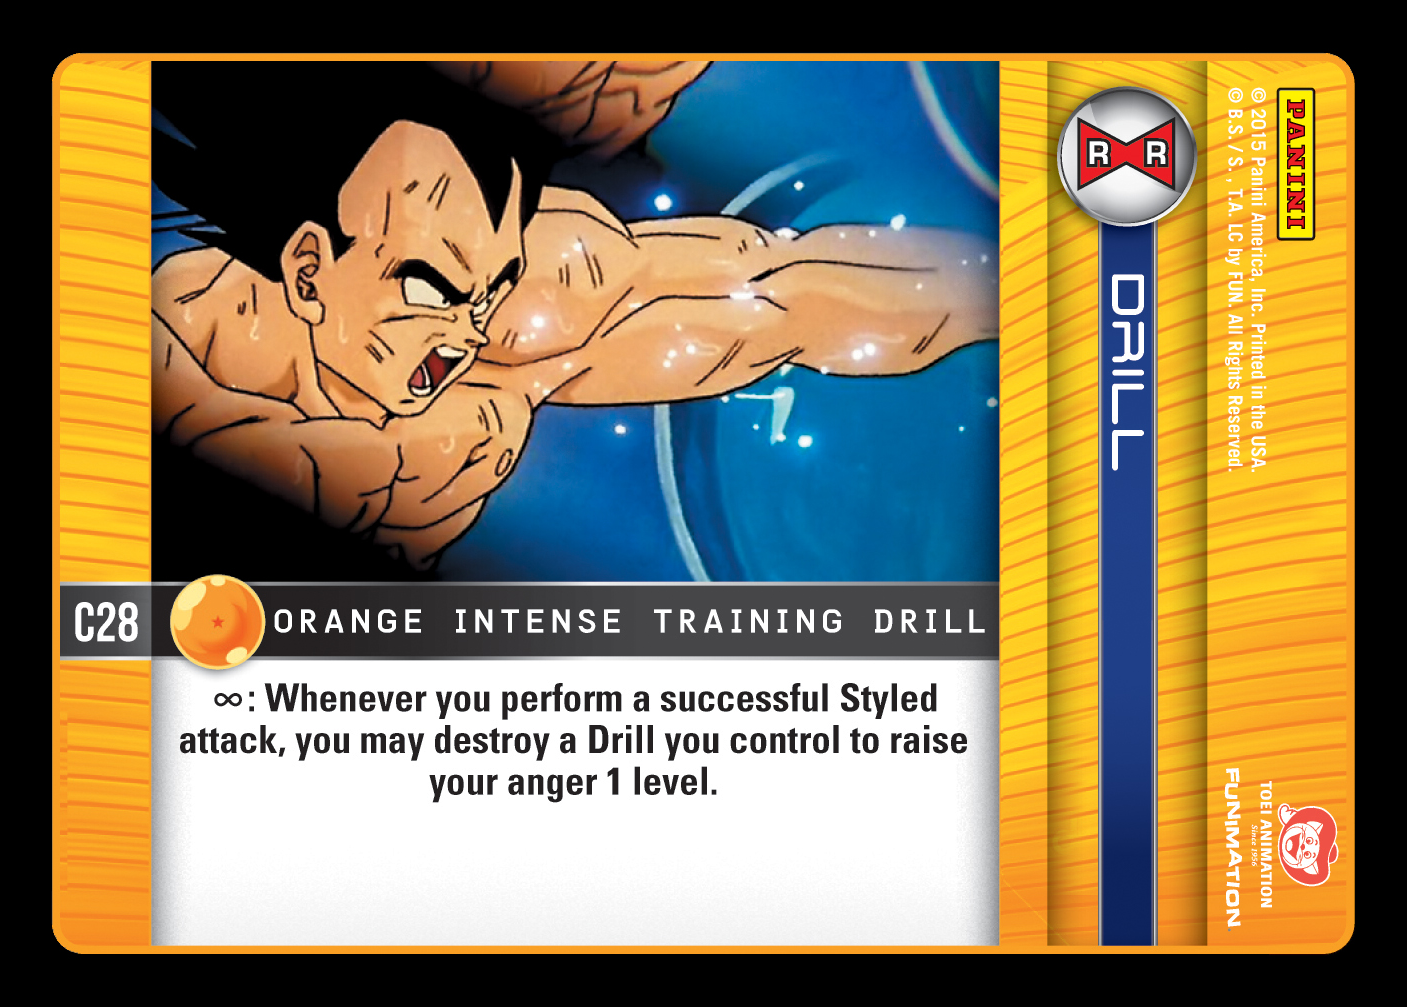 C28
ORANGE INTENSE TRAINING DRILL
∞: Whenever you perform a successful Styled
attack, you may destroy a Drill you control to raise
your anger 1 level.
R R
DRILL
PANINI
© 2015 Panini America, Inc. Printed in the USA.
© B.S. / S., T.A. LC by FUN. All Rights Reserved.
TOEI ANIMATION
Since 1956
FUNIMATION